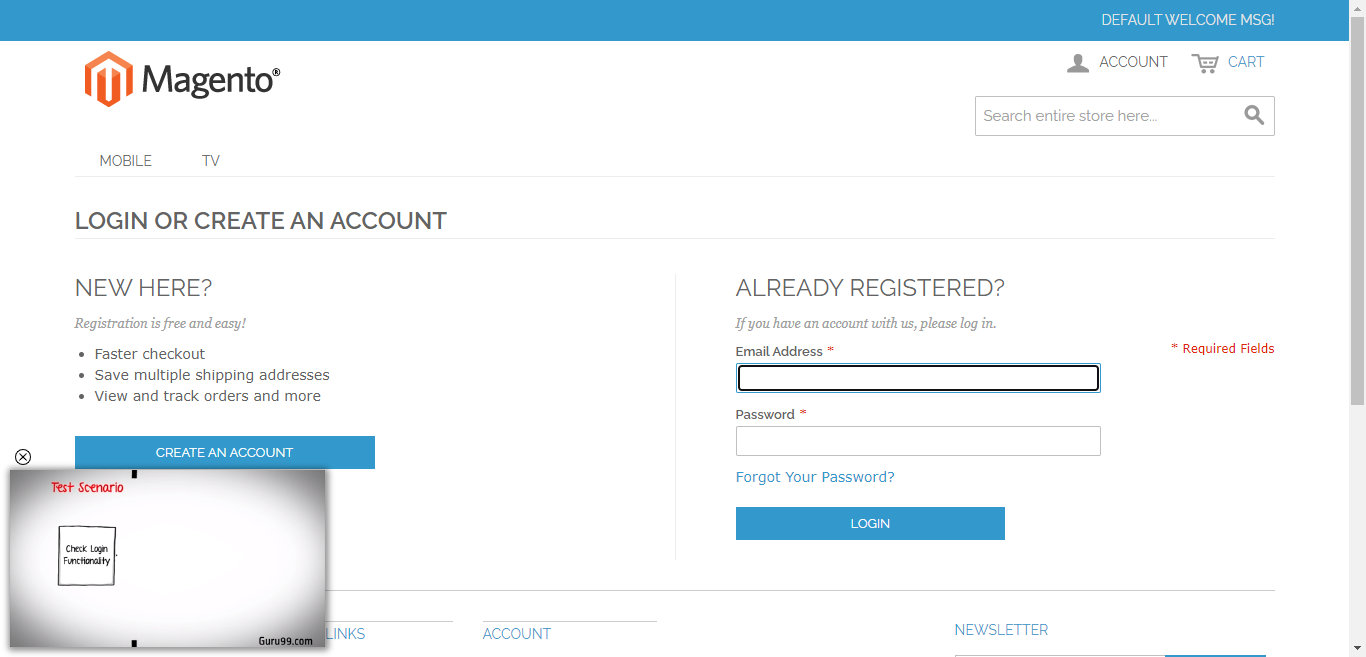 DEFAULT WELCOME MSG!
Magento®
ACCOUNT
CART
Search entire store here...
MOBILE
TV
LOGIN OR CREATE AN ACCOUNT
NEW HERE?
Registration is free and easy!
Faster checkout
Save multiple shipping addresses
View and track orders and more
CREATE AN ACCOUNT
ALREADY REGISTERED?
If you have an account with us, please log in.
* Required Fields
Email Address *
Password *
Forgot Your Password?
LOGIN
Test Scenario
Check Login
Functionality
Guru99.com
LINKS
ACCOUNT
NEWSLETTER